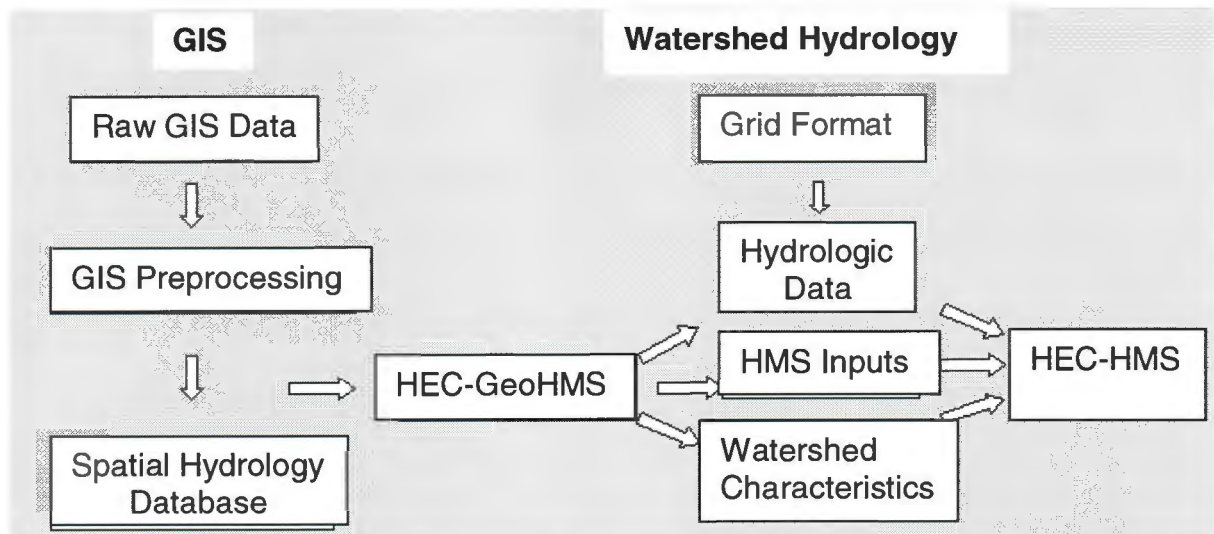 GIS
Watershed Hydrology
Raw GIS Data
Grid Format
GIS Preprocessing
Hydrologic
Data
HEC-GeoHMS
HMS Inputs
HEC-HMS
Spatial Hydrology
Database
Watershed
Characteristics